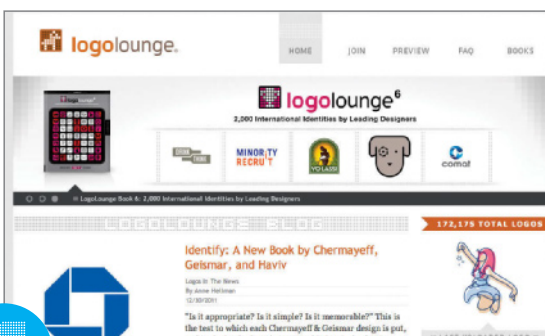 logolounge.
HOME JOIN PREVIEW FAQ BOOKS
logolounge6
2,000 International Identities by Leading Designers
MINORITY
RECRUIT
YO LASSI
comat
LogoLounge Book 6: 2,000 International Identities by Leading Designers
LOGOLOUNGE BLOG
172,175 TOTAL LOGOS
Identify: A New Book by Chermayeff,
Geismar, and Haviv
Logos In The News
By Anne Hellman
12/30/2011
"Is it appropriate? Is it simple? Is it memorable?" This is
the test to which each Chermayeff & Geismar design is put,